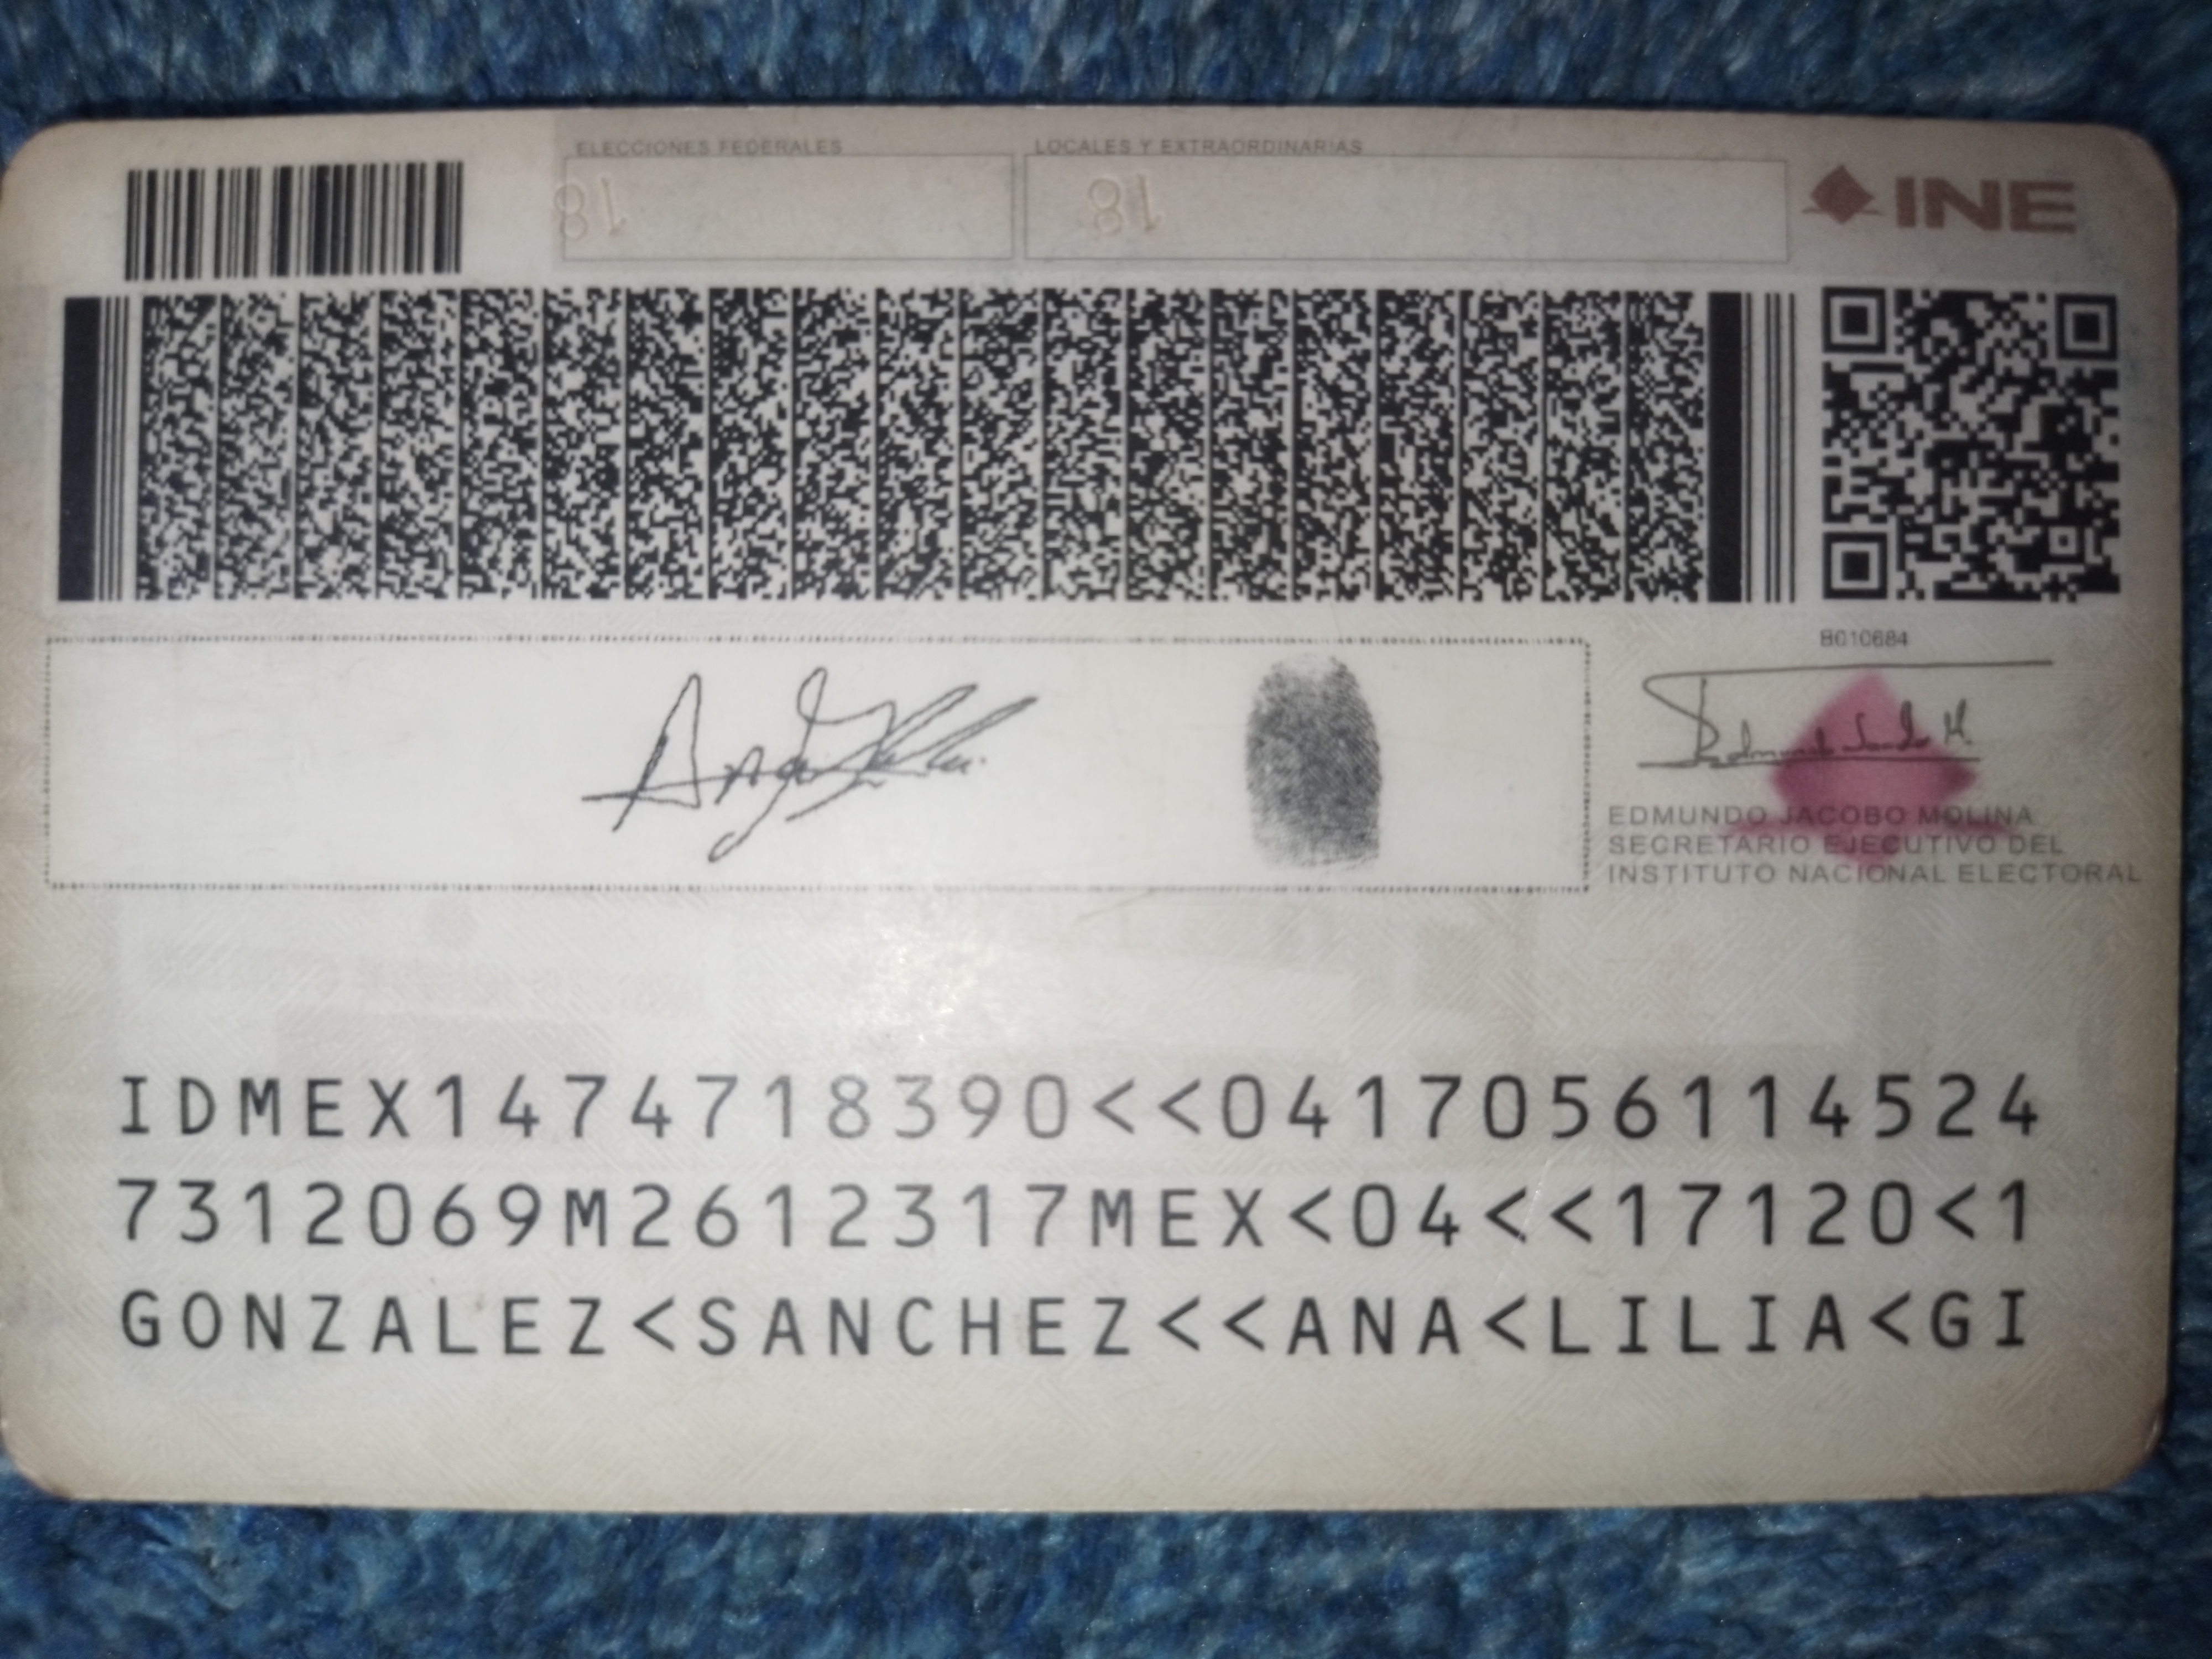 ELECCIONES FEDERALES
LOCALES Y EXTRAORDINARIAS
18
18
INE
B010684
EDMUNDO JACOBO MOLINA
SECRETARIO EJECUTIVO DEL
INSTITUTO NACIONAL ELECTORAL
IDMEX1474718390<<0417056114524
7312069M2612317MEX<04<<17120<1
GONZALEZ<SANCHEZ<<ANA<LILIA<GI